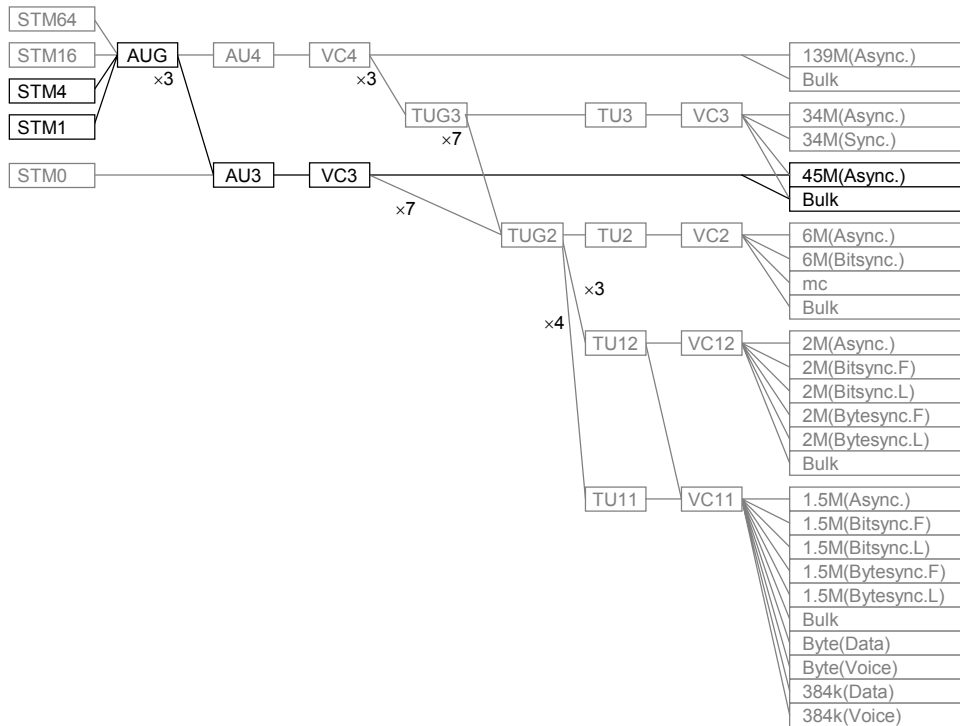 STM64
STM16 AUG AU4 VC4 139M(Async.)
×3 ×3 Bulk
STM4
STM1 TUG3 TU3 VC3 34M(Async.)
×7 34M(Sync.)
STM0 AU3 VC3 45M(Async.)
Bulk
×7
TUG2 TU2 VC2 6M(Async.)
6M(Bitsync.)
mc
×3
Bulk
×4
TU12 VC12 2M(Async.)
2M(Bitsync.F)
2M(Bitsync.L)
2M(Bytesync.F)
2M(Bytesync.L)
Bulk
TU11 VC11 1.5M(Async.)
1.5M(Bitsync.F)
1.5M(Bitsync.L)
1.5M(Bytesync.F)
1.5M(Bytesync.L)
Bulk
Byte(Data)
Byte(Voice)
384k(Data)
384k(Voice)